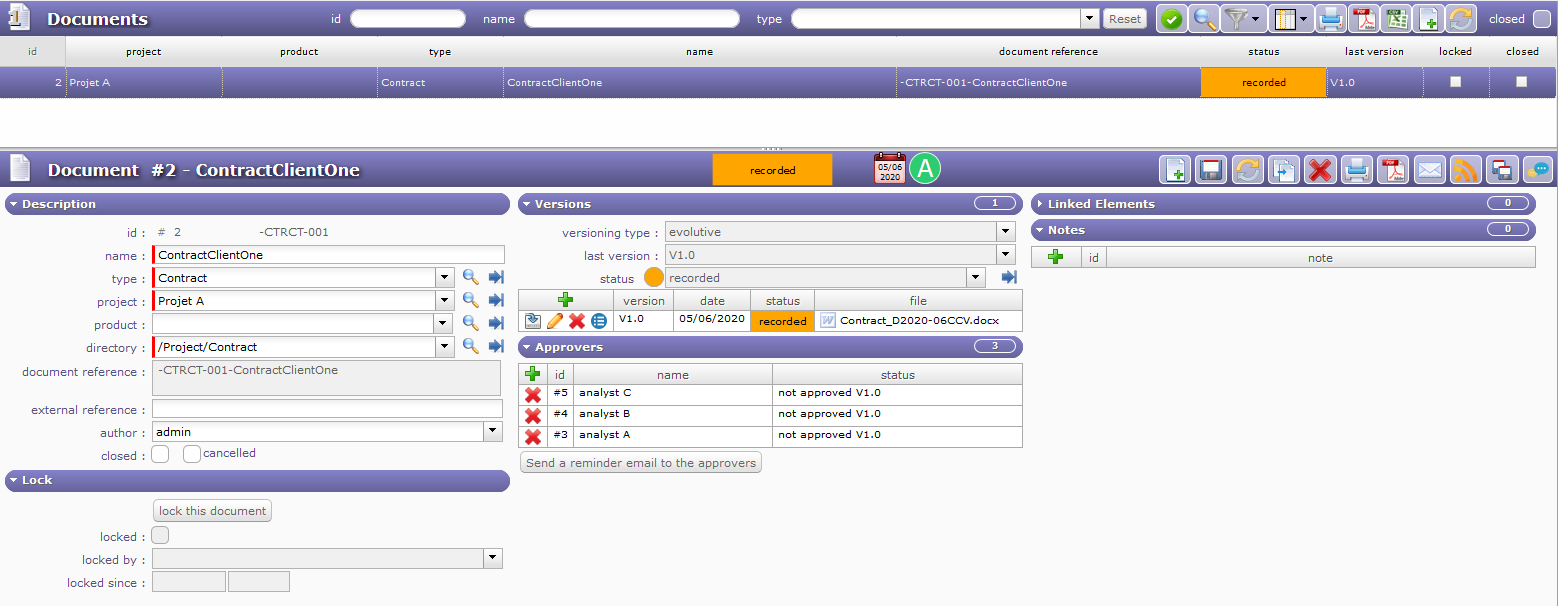 Documents id name type Reset closed
id project product type name document reference status last version locked closed
2 Projet A Contract ContractClientOne -CTRCT-001-ContractClientOne recorded V1.0
Document #2 - ContractClientOne recorded 05/06 2020 A
Description
id : # 2 -CTRCT-001
name : ContractClientOne
type : Contract
project : Projet A
product :
directory : /Project/Contract
document reference : -CTRCT-001-ContractClientOne
external reference :
author : admin
closed : cancelled
Lock
lock this document
locked :
locked by :
locked since :
Versions 1
versioning type : evolutive
last version : V1.0
status recorded
version date status file
V1.0 05/06/2020 recorded Contract_D2020-06CCV.docx
Approvers 3
id name status
#5 analyst C not approved V1.0
#4 analyst B not approved V1.0
#3 analyst A not approved V1.0
Send a reminder email to the approvers
Linked Elements 0
Notes 0
id note